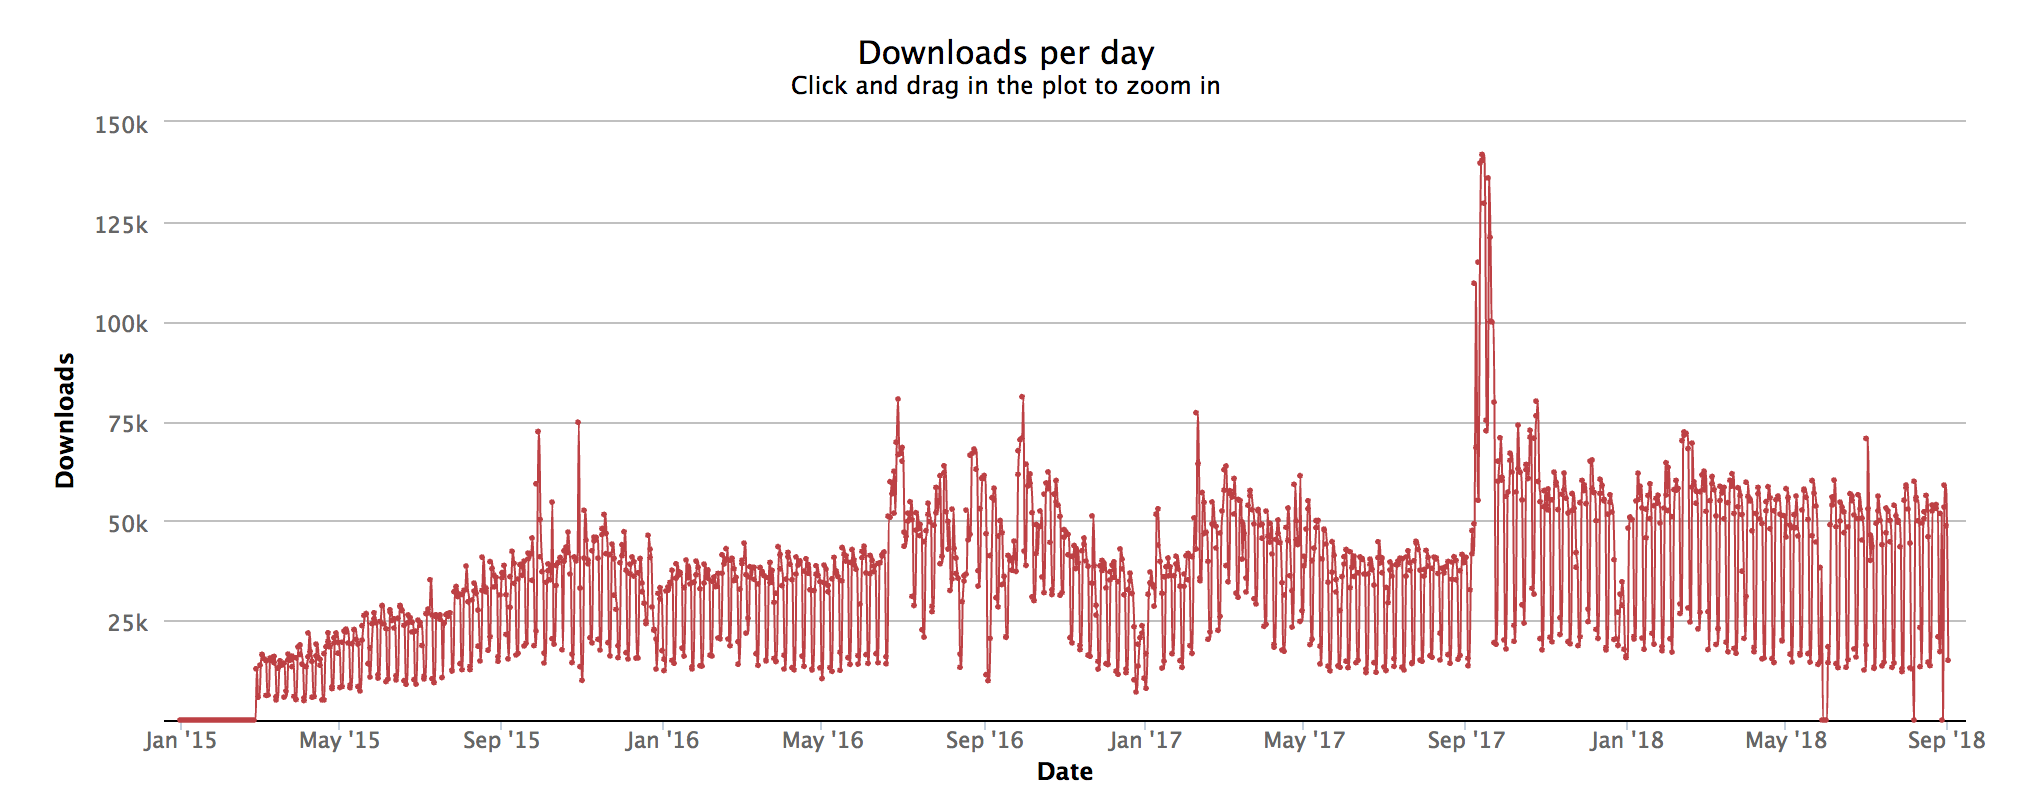 Downloads per day
Click and drag in the plot to zoom in
150k
125k
100k
75k
50k
25k
Downloads
Jan '15 May '15 Sep '15 Jan '16 May '16 Sep '16 Jan '17 May '17 Sep '17 Jan '18 May '18 Sep '18
Date